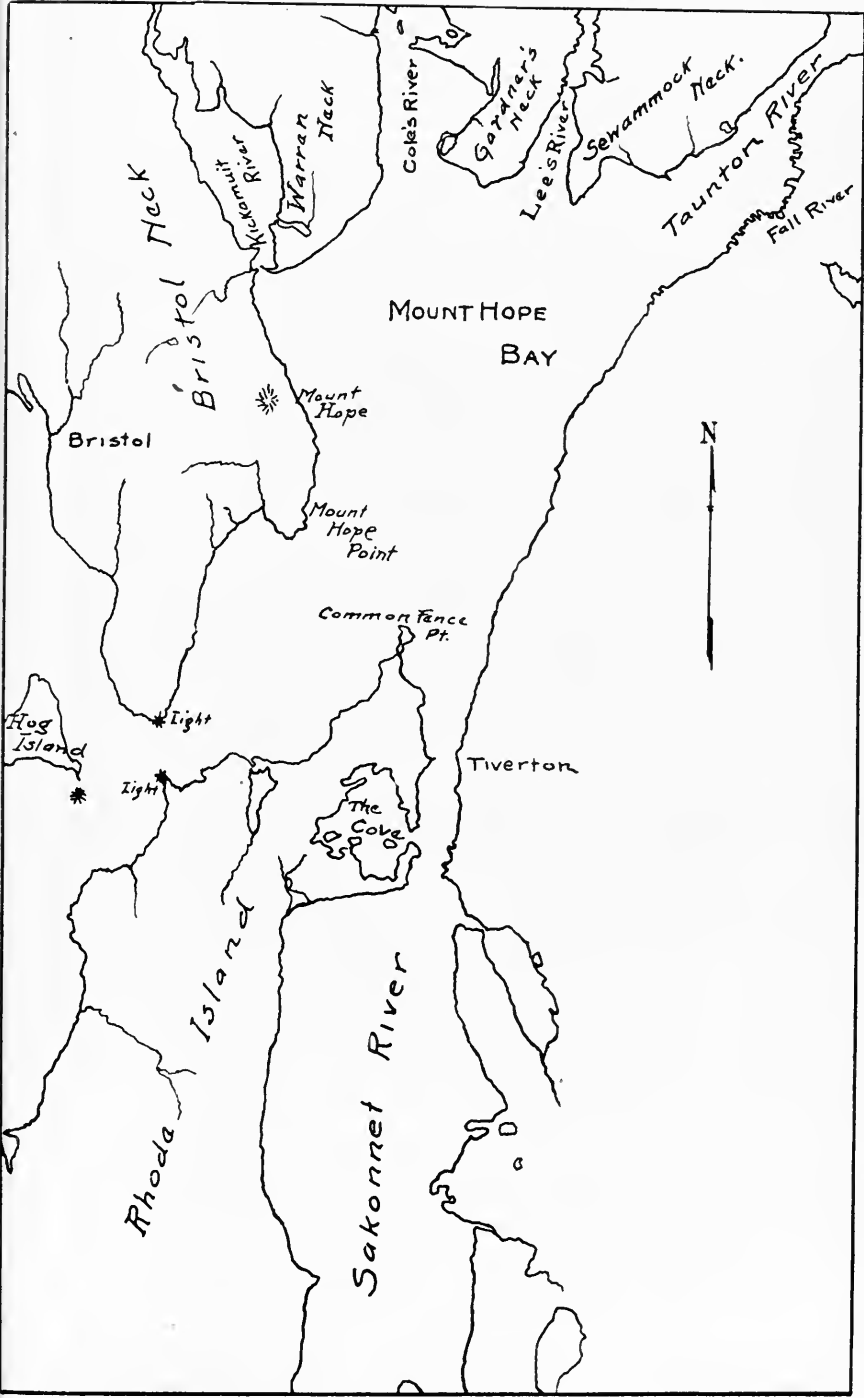 Cole's River
Gardner's
Neck
Lee's River
Sewammock
Neck.
Taunton River
Fall River
Warran
Neck
Kickamuit
River
Bristol Neck
MOUNT HOPE
BAY
Mount
Hope
Bristol
N
Mount
Hope
Point
Common Fence
Pt.
Light
Hog
Island
Light
Tiverton
The
Cove
Rhoda Island
Sakonnet River